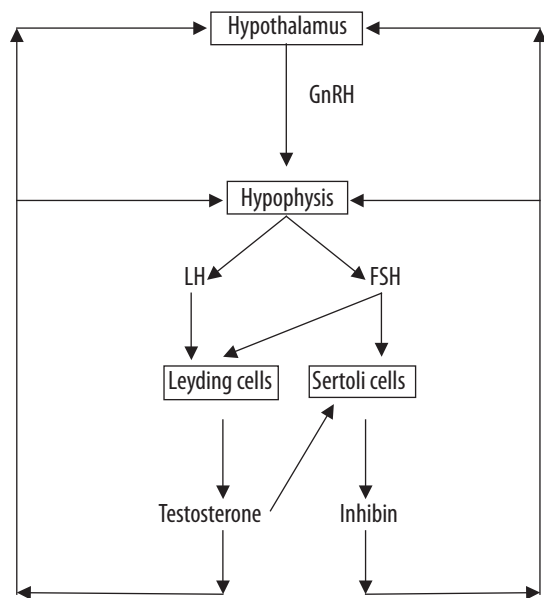 Hypothalamus
GnRH
Hypophysis
LH
FSH
Leyding cells
Sertoli cells
Testosterone
Inhibin